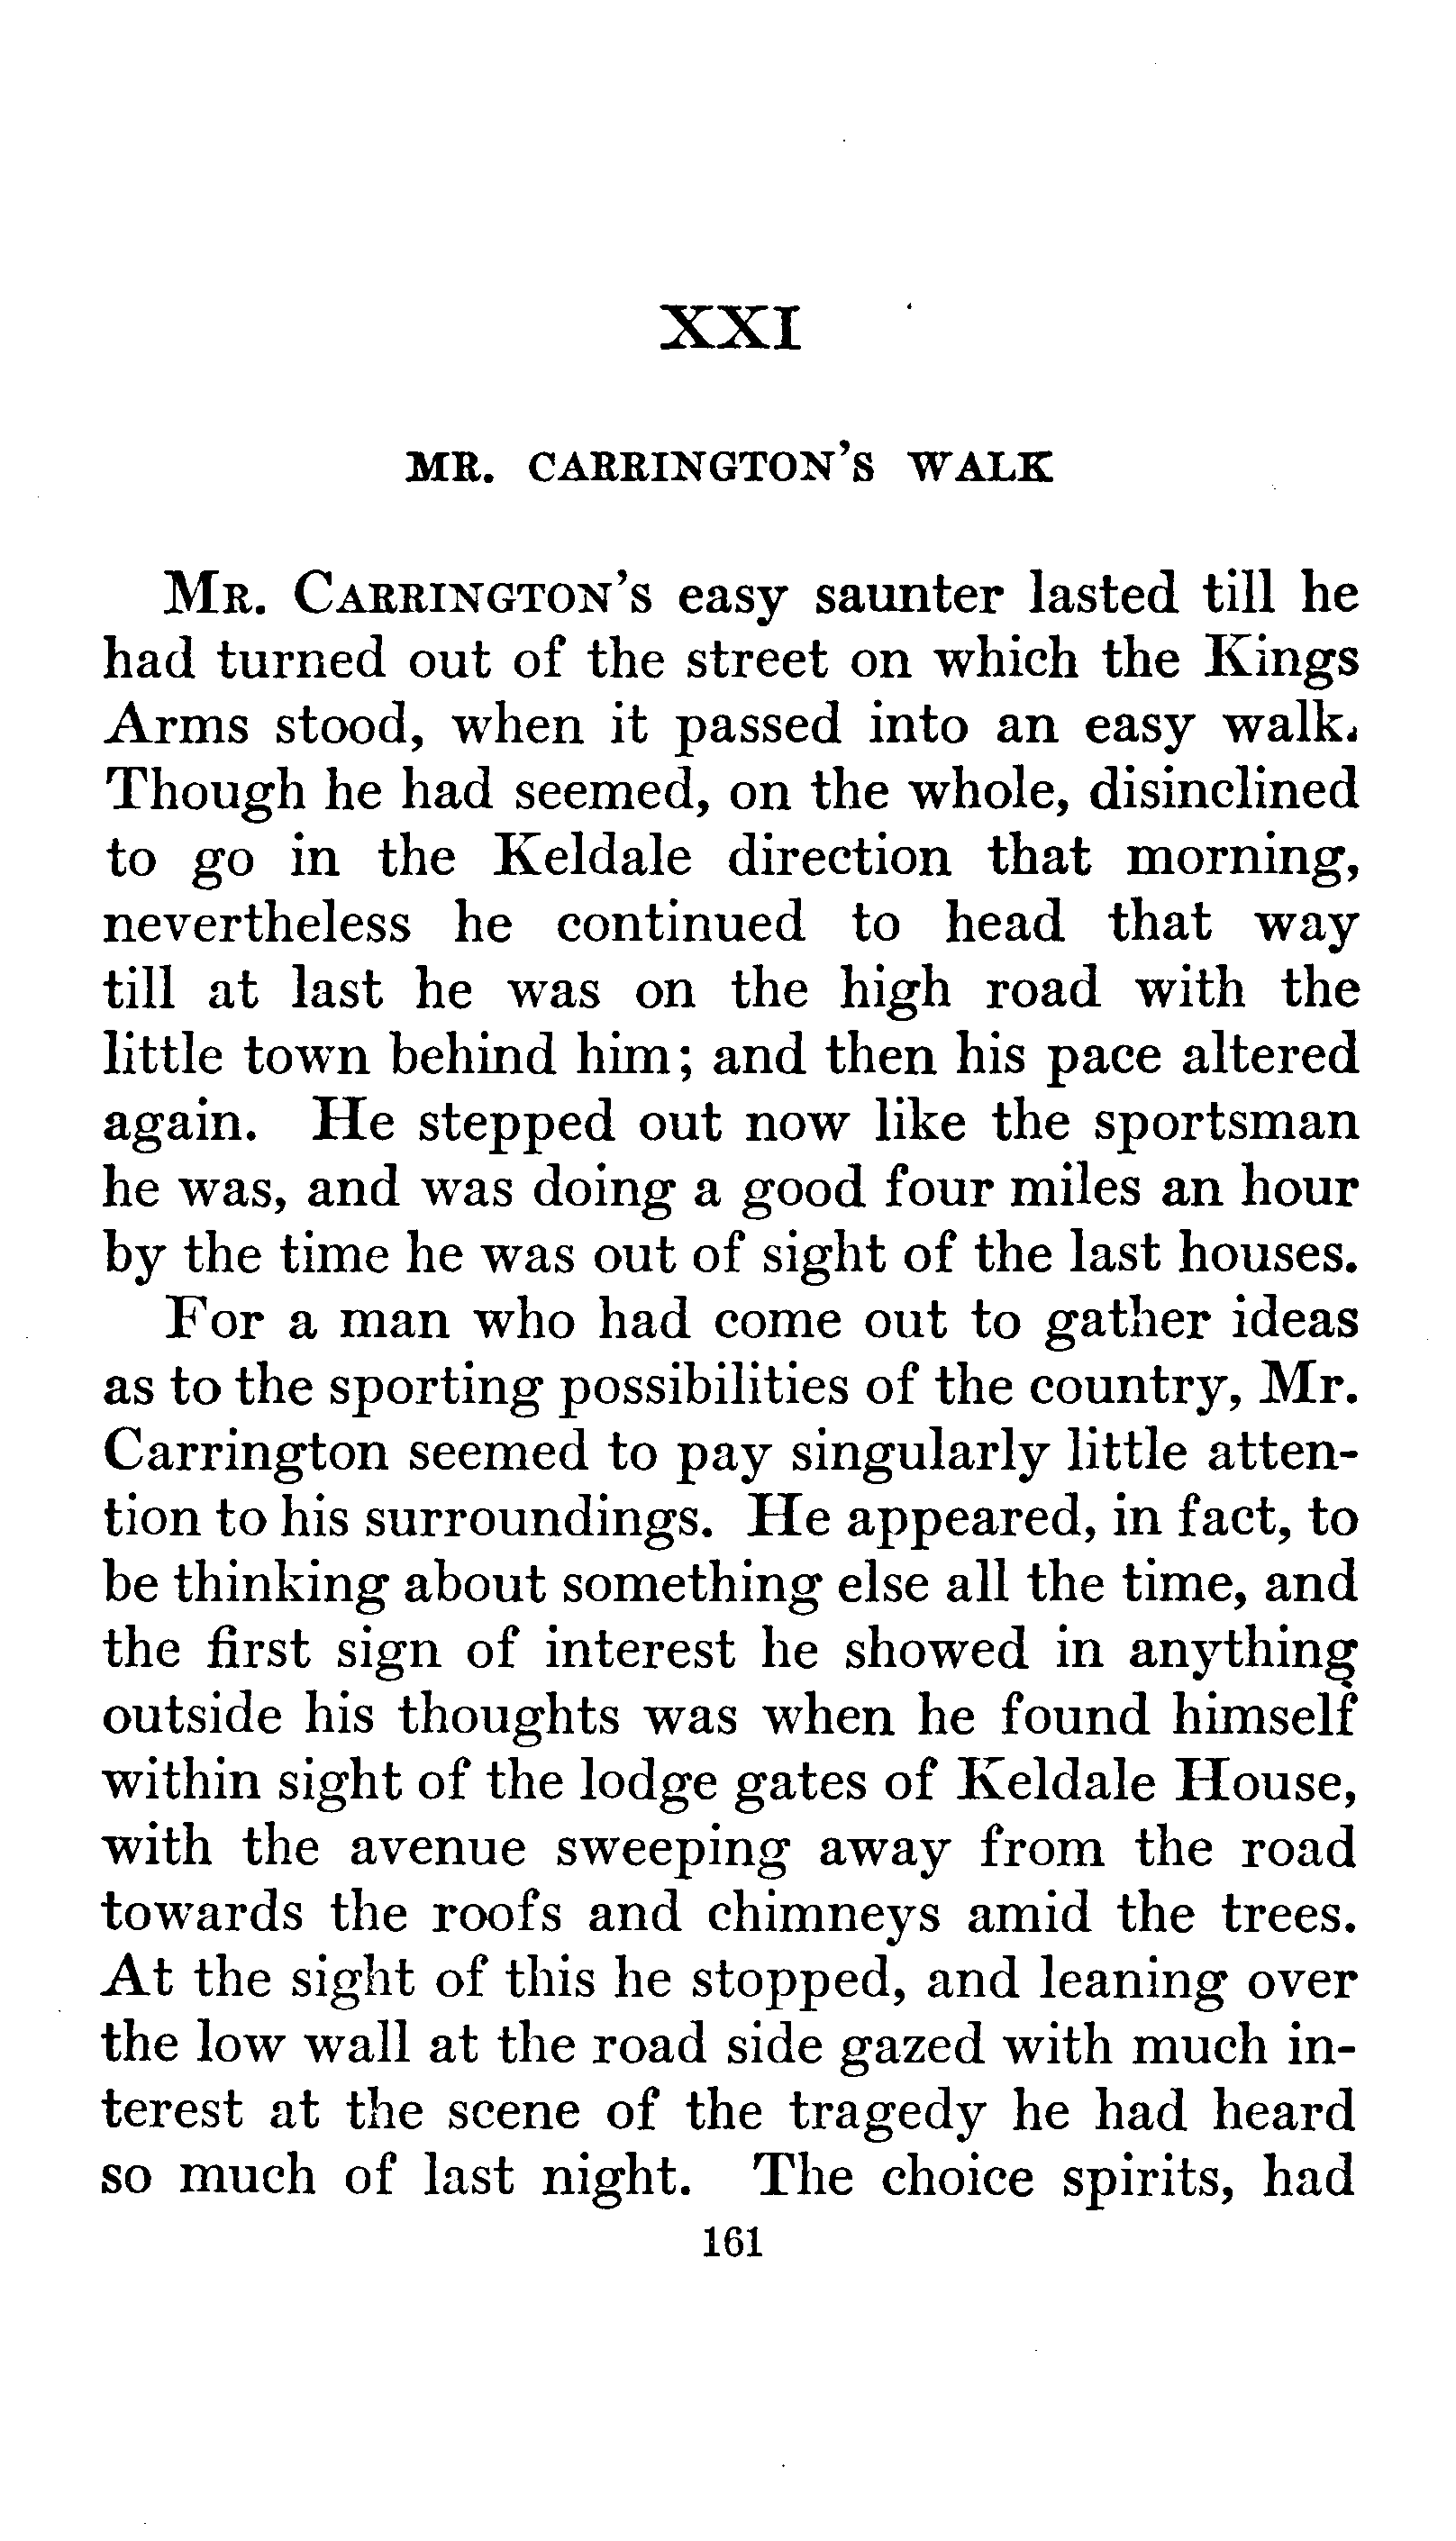 XXI
MR. CARRINGTON'S WALK
MR. CARRINGTON'S easy saunter lasted till he
had turned out of the street on which the Kings
Arms stood, when it passed into an easy walk.
Though he had seemed, on the whole, disinclined
to go in the Keldale direction that morning,
nevertheless he continued to head that way
till at last he was on the high road with the
little town behind him; and then his pace altered
again. He stepped out now like the sportsman
he was, and was doing a good four miles an hour
by the time he was out of sight of the last houses.
For a man who had come out to gather ideas
as to the sporting possibilities of the country, Mr.
Carrington seemed to pay singularly little atten-
tion to his surroundings. He appeared, in fact, to
be thinking about something else all the time, and
the first sign of interest he showed in anything
outside his thoughts was when he found himself
within sight of the lodge gates of Keldale House,
with the avenue sweeping away from the road
towards the roofs and chimneys amid the trees.
At the sight of this he stopped, and leaning over
the low wall at the road side gazed with much in-
terest at the scene of the tragedy he had heard
so much of last night. The choice spirits, had
161